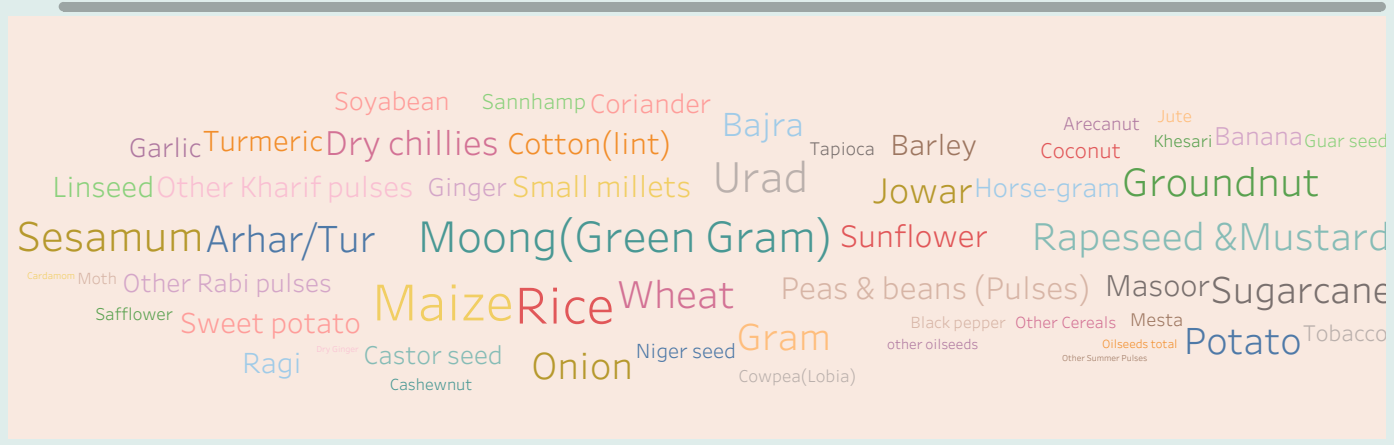 Soyabean Sannhamp Coriander
Bajra Arecanut Jute
Garlic Turmeric Dry chillies Cotton(lint) Tapioca Barley Coconut Khesari Banana Guar seed
Linseed Other Kharif pulses Ginger Small millets Urad Jowar Horse-gram Groundnut
Sesamum Arhar/Tur Moong(Green Gram) Sunflower Rapeseed &Mustard
Cardamom Moth Other Rabi pulses Maize Rice Wheat Peas & beans (Pulses) Masoor Sugarcane
Safflower Sweet potato Gram Black pepper Other Cereals Mesta Potato Tobacco
Ragi Dry Ginger Castor seed Onion Niger seed other oilseeds Oilseeds total
Other Summer Pulses
Cashewnut Cowpea(Lobia)